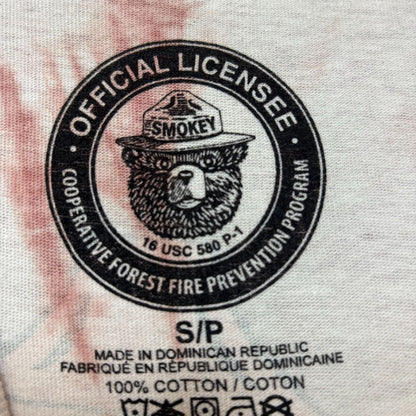 • OFFICIAL LICENSEE •
SMOKEY
16 USC 580 P-1
COOPERATIVE FOREST FIRE PREVENTION PROGRAM
S/P
MADE IN DOMINICAN REPUBLIC
FABRIQUÉ EN RÉPUBLIQUE DOMINICAINE
100% COTTON / COTON